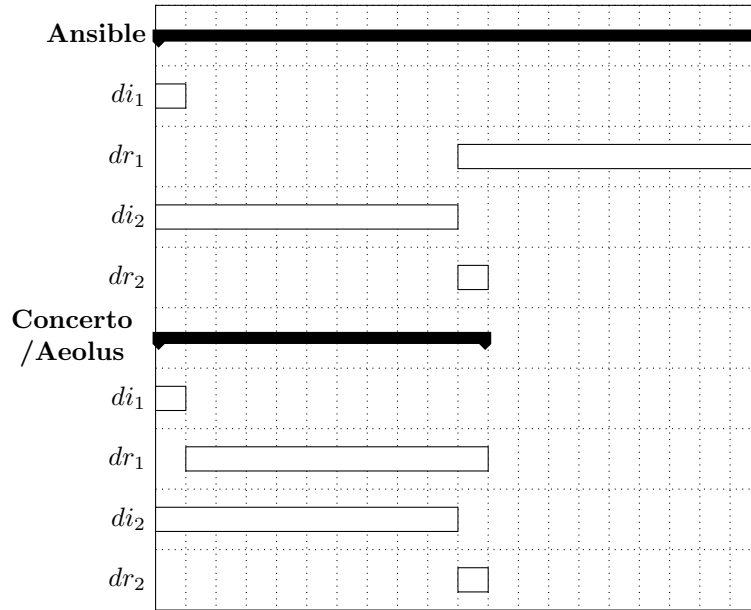 Ansible
di₁
dr₁
di₂
dr₂
Concerto
/Aeolus
di₁
dr₁
di₂
dr₂